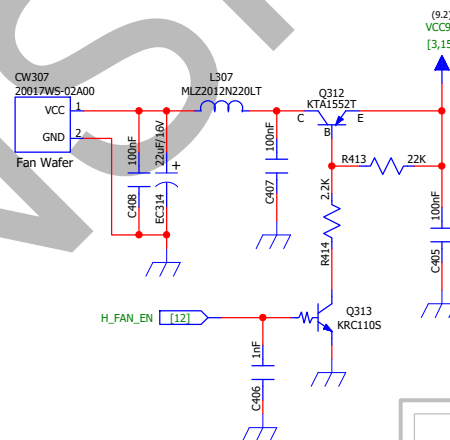 (9.2)
VCC9
[3,15
CW307
20017WS-02A00
VCC 1
GND 2
Fan Wafer
L307
MLZ2012N220LT
Q312
KTA1552T
C
E
B
100nF
C408
22uF/16V
+
EC314
100nF
C407
R413
22K
2.2K
R414
100nF
C405
H_FAN_EN
[12]
Q313
KRC110S
1nF
C406